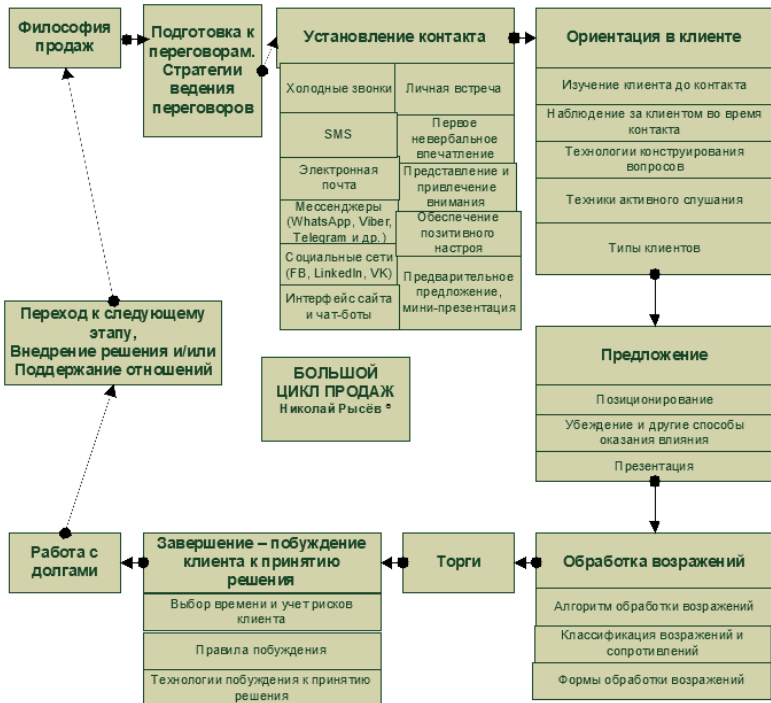 Философия
продаж
Подготовка к
переговорам.
Стратегии
ведения
переговоров
Установление контакта
Холодные звонки
SMS
Электронная
почта
Мессенджеры
(WhatsApp, Viber,
Telegram и др.)
Социальные сети
(FB, LinkedIn, VK)
Интерфейс сайта
и чат-боты
Личная встреча
Первое
невербальное
впечатление
Представление и
привлечение
внимания
Обеспечение
позитивного
настроя
Предварительное
предложение,
мини-презентация
Ориентация в клиенте
Изучение клиента до контакта
Наблюдение за клиентом во время
контакта
Технологии конструирования
вопросов
Техники активного слушания
Типы клиентов
Предложение
Позиционирование
Убеждение и другие способы
оказания влияния
Презентация
Обработка возражений
Алгоритм обработки возражений
Классификация возражений и
сопротивлений
Формы обработки возражений
Торги
Завершение – побуждение
клиента к принятию
решения
Выбор времени и учет рисков
клиента
Правила побуждения
Технологии побуждения к принятию
решения
Работа с
долгами
Переход к следующему
этапу,
Внедрение решения и/или
Поддержание отношений
БОЛЬШОЙ
ЦИКЛ ПРОДАЖ
Николай Рысёв ®